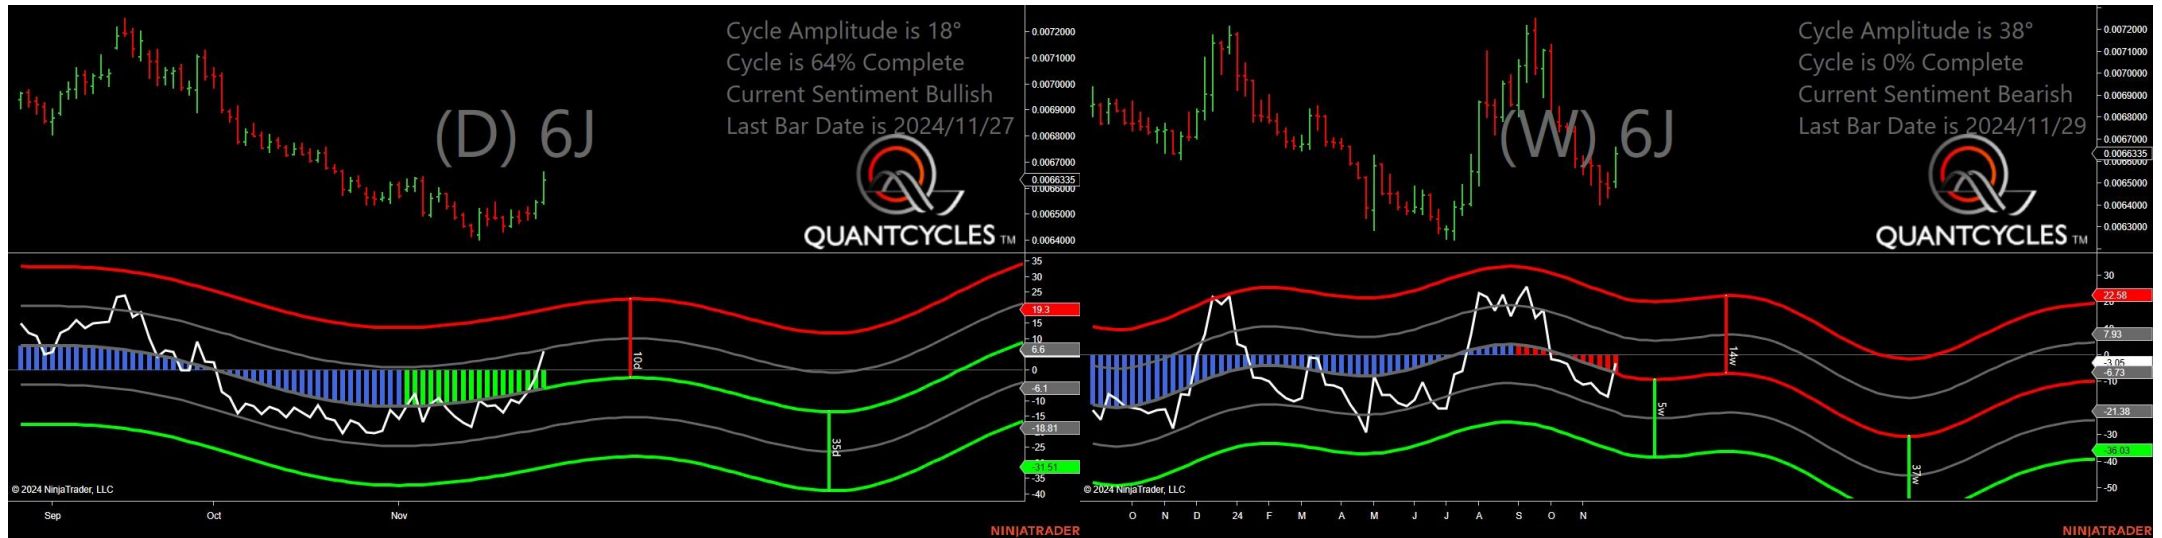 Cycle Amplitude is 18°
Cycle is 64% Complete
Current Sentiment Bullish
Last Bar Date is 2024/11/27
(D) 6J
QUANTCYCLES TM
0.0072000
0.0071000
0.0070000
0.0069000
0.0068000
0.0067000
0.0066335
0.0066000
0.0065000
0.0064000
35
30
25
19.3
15
10
6.6
0
-6.1
-10
-15
-18.81
-25
-31.51
-35
-40
10d
35d
© 2024 NinjaTrader, LLC
Sep Oct Nov
NINJATRADER
Cycle Amplitude is 38°
Cycle is 0% Complete
Current Sentiment Bearish
Last Bar Date is 2024/11/29
(W) 6J
QUANTCYCLES TM
0.0072000
0.0071000
0.0070000
0.0069000
0.0068000
0.0067000
0.0066335
0.0065000
0.0064000
0.0063000
30
22.58
20
7.93
0
-3.05
-6.73
-10
-21.38
-30
-36.03
-40
-50
14w
5w
37w
© 2024 NinjaTrader, LLC
O N D 24 F M A M J J A S O N
NINJATRADER